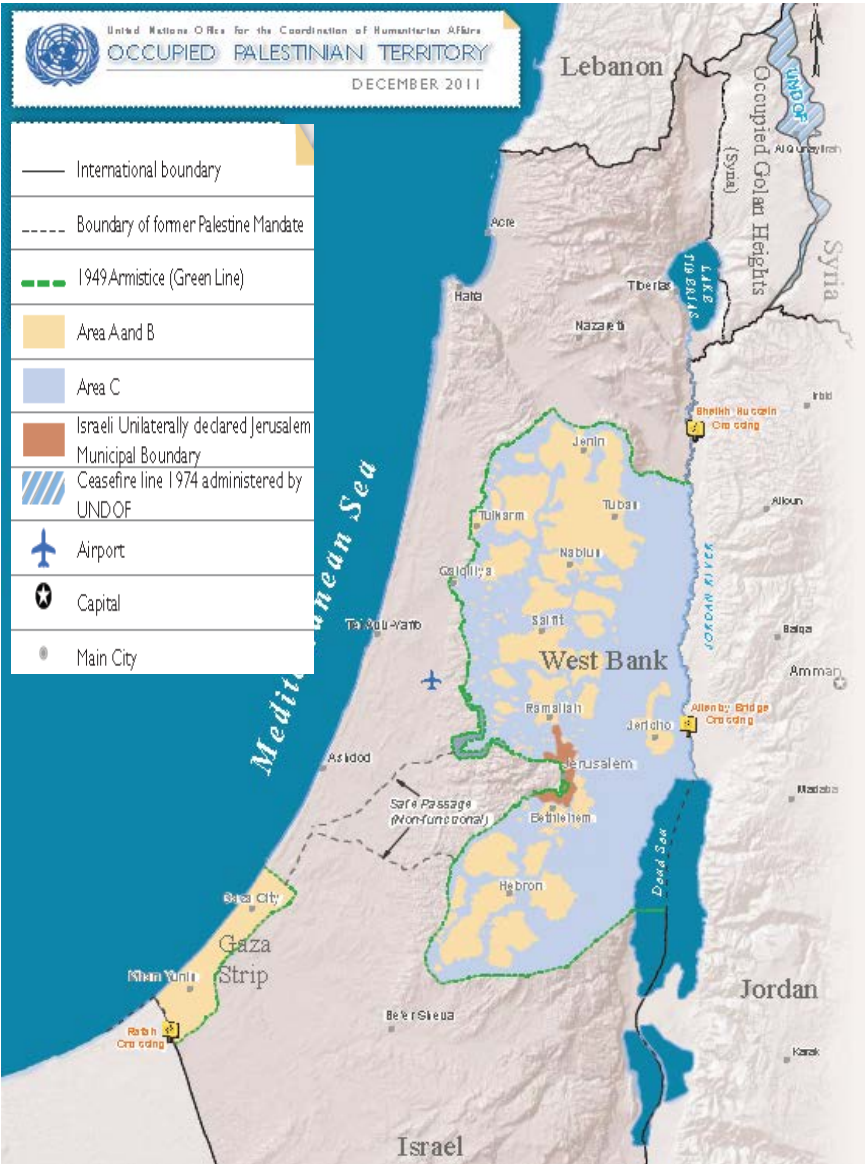 United Nations Office for the Coordination of Humanitarian Affairs
OCCUPIED PALESTINIAN TERRITORY
DECEMBER 2011
International boundary
Boundary of former Palestine Mandate
1949 Armistice (Green Line)
Area A and B
Area C
Israeli Unilaterally declared Jerusalem
Municipal Boundary
Ceasefire line 1974 administered by
UNDOF
Airport
Capital
Main City
Lebanon
UNDOF
Occupied Golan Heights
(Syria)
Al Qunaytirah
Syria
Acre
Haifa
Tiberias
LAKE
TIBERIAS
Nazareth
Irbid
Sheikh Hussein
Crossing
Jenin
Tulkarm
Tubas
Nablus
Qalqiliya
Ajloun
JORDAN RIVER
Mediterranean Sea
Salfit
Balqa
West Bank
Amman
Ramallah
Jericho
Allenby Bridge
Crossing
Ashdod
Jerusalem
Madaba
Safe Passage
(Non-functional)
Bethlehem
Dead Sea
Hebron
Gaza City
Gaza
Strip
Khan Yunis
Jordan
Be'er Sheva
Rafah
Crossing
Karak
Israel